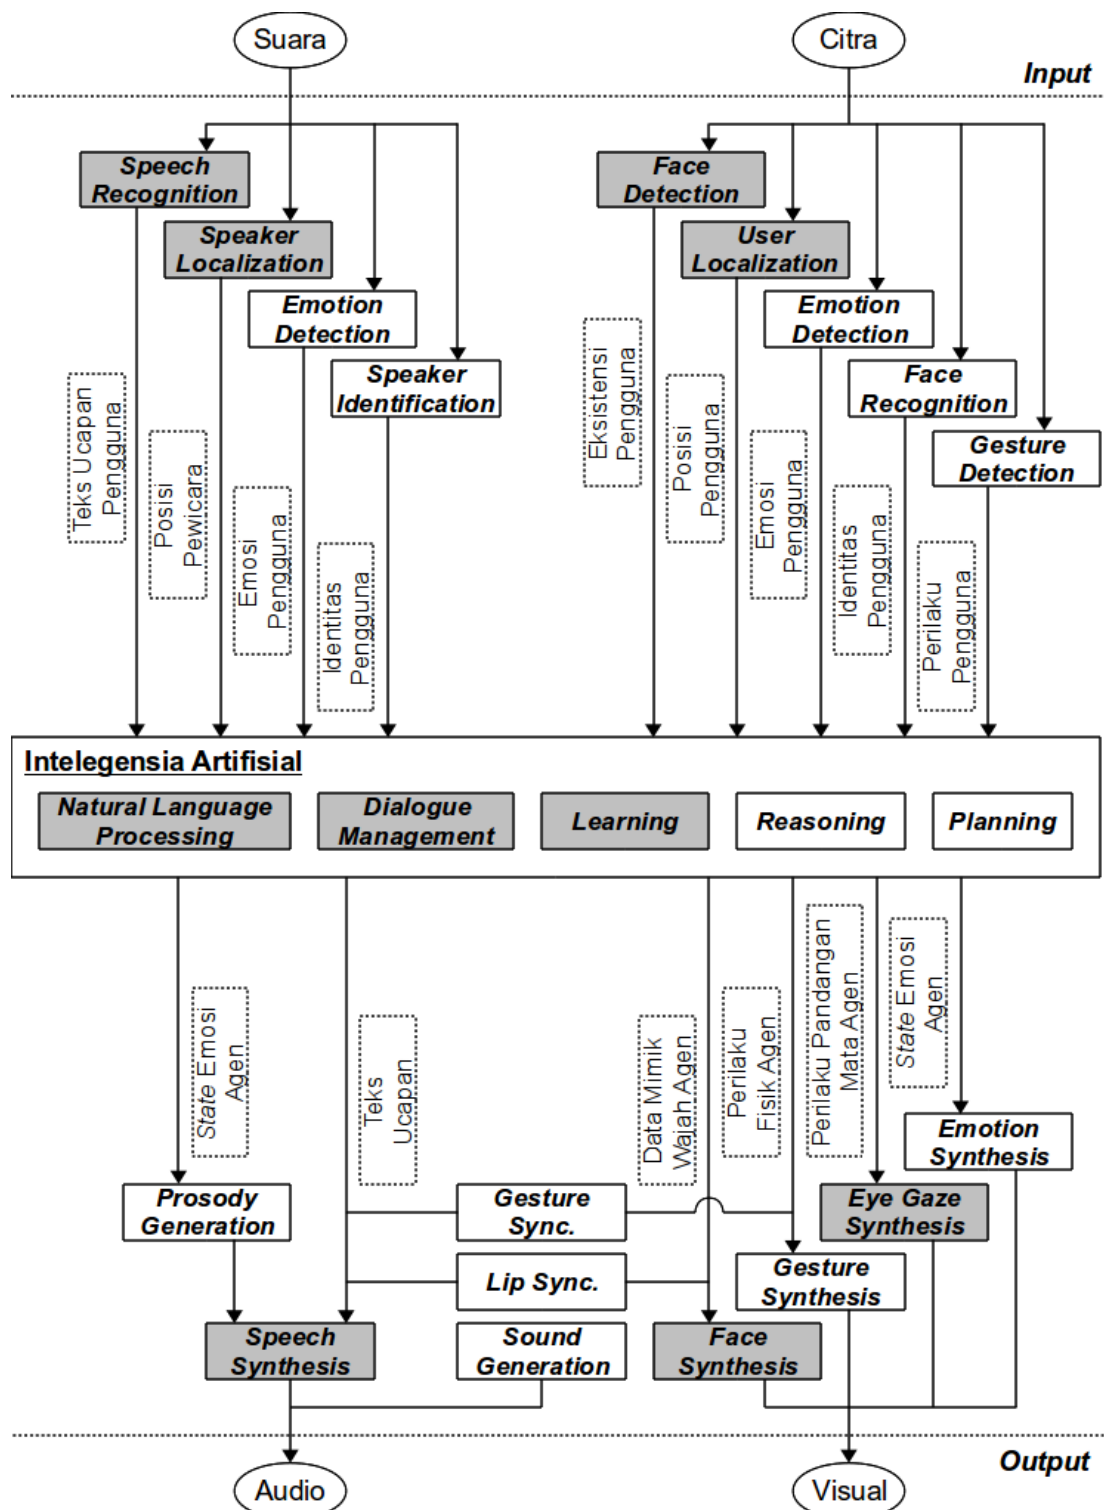 Suara
Citra
Input
Speech
Recognition
Face
Detection
Speaker
Localization
User
Localization
Emotion
Detection
Emotion
Detection
Speaker
Identification
Face
Recognition
Gesture
Detection
Teks Ucapan
Pengguna
Posisi
Pewicara
Emosi
Pengguna
Identitas
Pengguna
Eksistensi
Pengguna
Posisi
Pengguna
Emosi
Pengguna
Identitas
Pengguna
Perilaku
Pengguna
Intelegensia Artifisial
Natural Language
Processing
Dialogue
Management
Learning
Reasoning
Planning
State Emosi
Agen
Teks
Ucapan
Data Mimik
Wajah Agen
Perilaku
Fisik Agen
Perilaku Pandangan
Mata Agen
State Emosi
Agen
Emotion
Synthesis
Prosody
Generation
Gesture
Sync.
Eye Gaze
Synthesis
Lip Sync.
Gesture
Synthesis
Speech
Synthesis
Sound
Generation
Face
Synthesis
Output
Audio
Visual